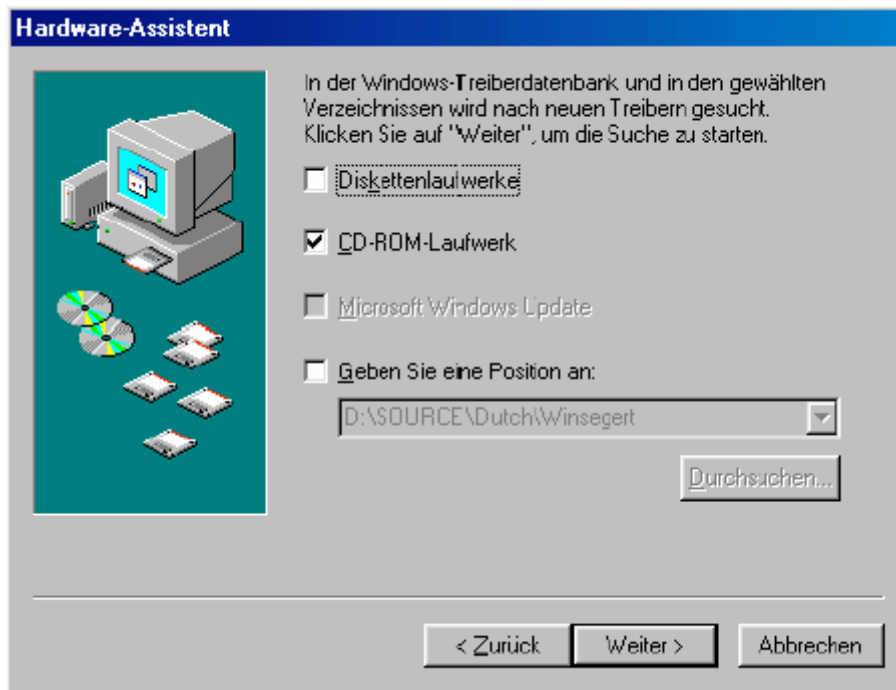 Hardware-Assistent
In der Windows-Treiberdatenbank und in den gewählten
Verzeichnissen wird nach neuen Treibern gesucht.
Klicken Sie auf "Weiter", um die Suche zu starten.
Diskettenlaufwerke
CD-ROM-Laufwerk
Microsoft Windows Update
Geben Sie eine Position an:
D:\SOURCE\Dutch\Winsegert
Durchsuchen...
< Zurück Weiter > Abbrechen